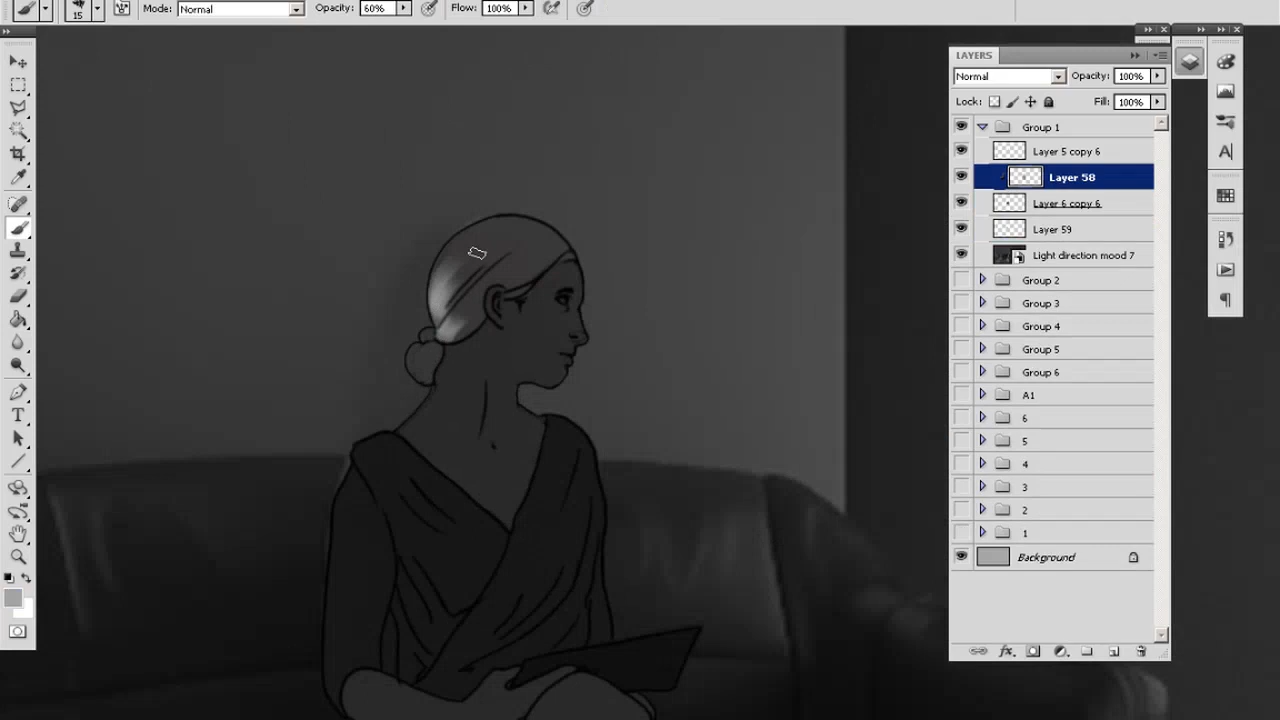 Mode: Normal Opacity: 60% Flow: 100%
15
LAYERS
Normal Opacity: 100%
Lock: Fill: 100%
Group 1
Layer 5 copy 6
Layer 58
Layer 6 copy 6
Layer 59
Light direction mood 7
Group 2
Group 3
Group 4
Group 5
Group 6
A1
6
5
4
3
2
1
Background